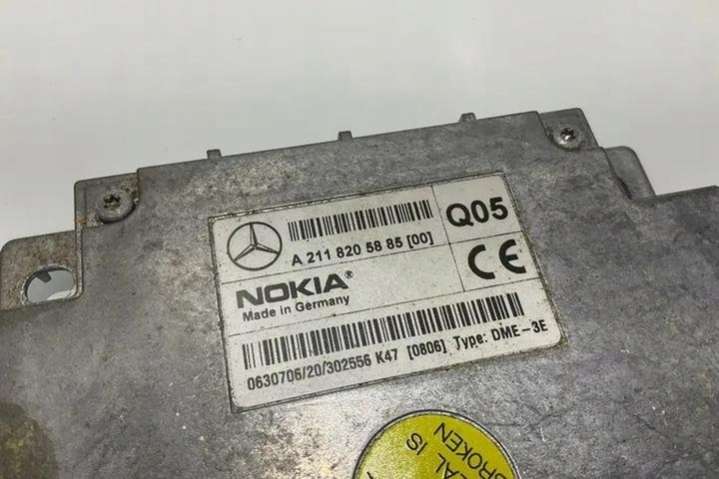 A 211 820 58 85 [00]
Q05
NOKIA®
Made in Germany
CE
0630706/20/302556 K47 [0806] Type: DME-3E
IS
BROKEN